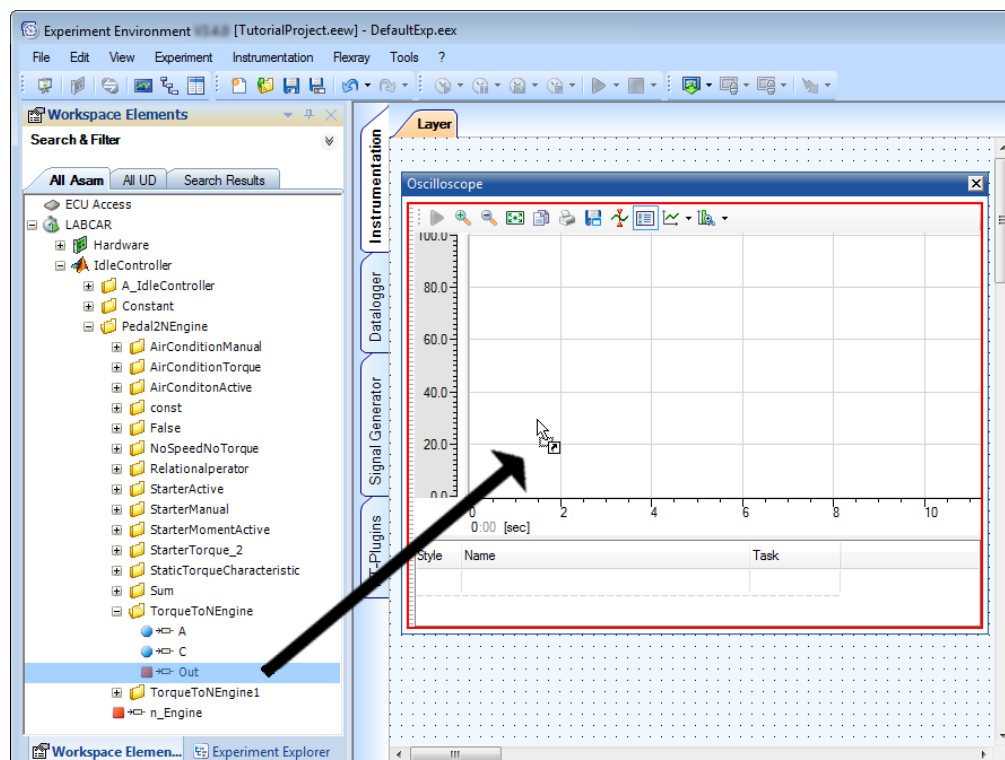 Experiment Environment [TutorialProject.eew] - DefaultExp.eex
File Edit View Experiment Instrumentation Flexray Tools ?
Workspace Elements
Search & Filter
All Asam All UD Search Results
ECU Access
LABCAR
Hardware
IdleController
A_IdleController
Constant
Pedal2NEngine
AirConditionManual
AirConditionTorque
AirConditonActive
const
False
NoSpeedNoTorque
Relationalperator
StarterActive
StarterManual
StarterMomentActive
StarterTorque_2
StaticTorqueCharacteristic
Sum
TorqueToNEngine
A
C
Out
TorqueToNEngine1
n_Engine
Workspace Elemen... Experiment Explorer
Instrumentation
Datalogger
Signal Generator
T-Plugins
Layer
Oscilloscope
100.0
80.0
60.0
40.0
20.0
0.0
0 2 4 6 8 10
0:00 [sec]
Style Name Task